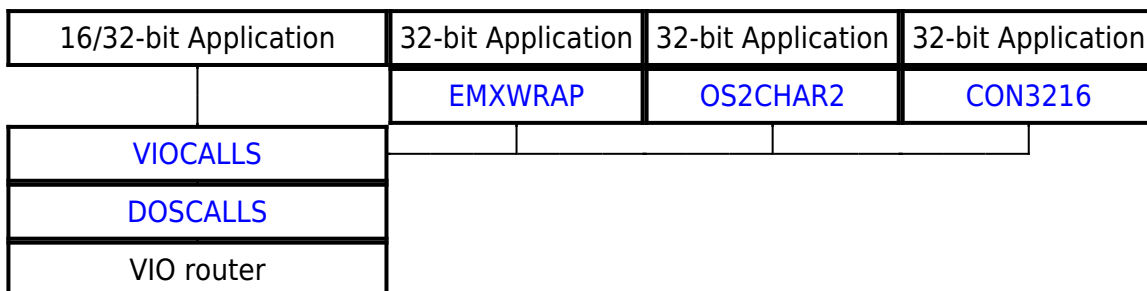 16/32-bit Application 32-bit Application 32-bit Application 32-bit Application
EMXWRAP OS2CHAR2 CON3216
VIOCALLS
DOSCALLS
VIO router